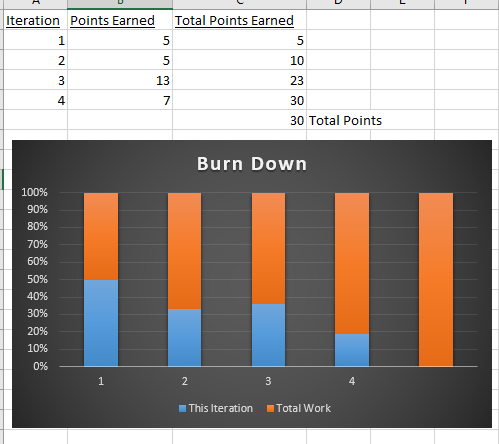 A B C D E F
Iteration Points Earned Total Points Earned
1 5 5
2 5 10
3 13 23
4 7 30
30 Total Points
Burn Down
100%
90%
80%
70%
60%
50%
40%
30%
20%
10%
0%
1 2 3 4
This Iteration Total Work